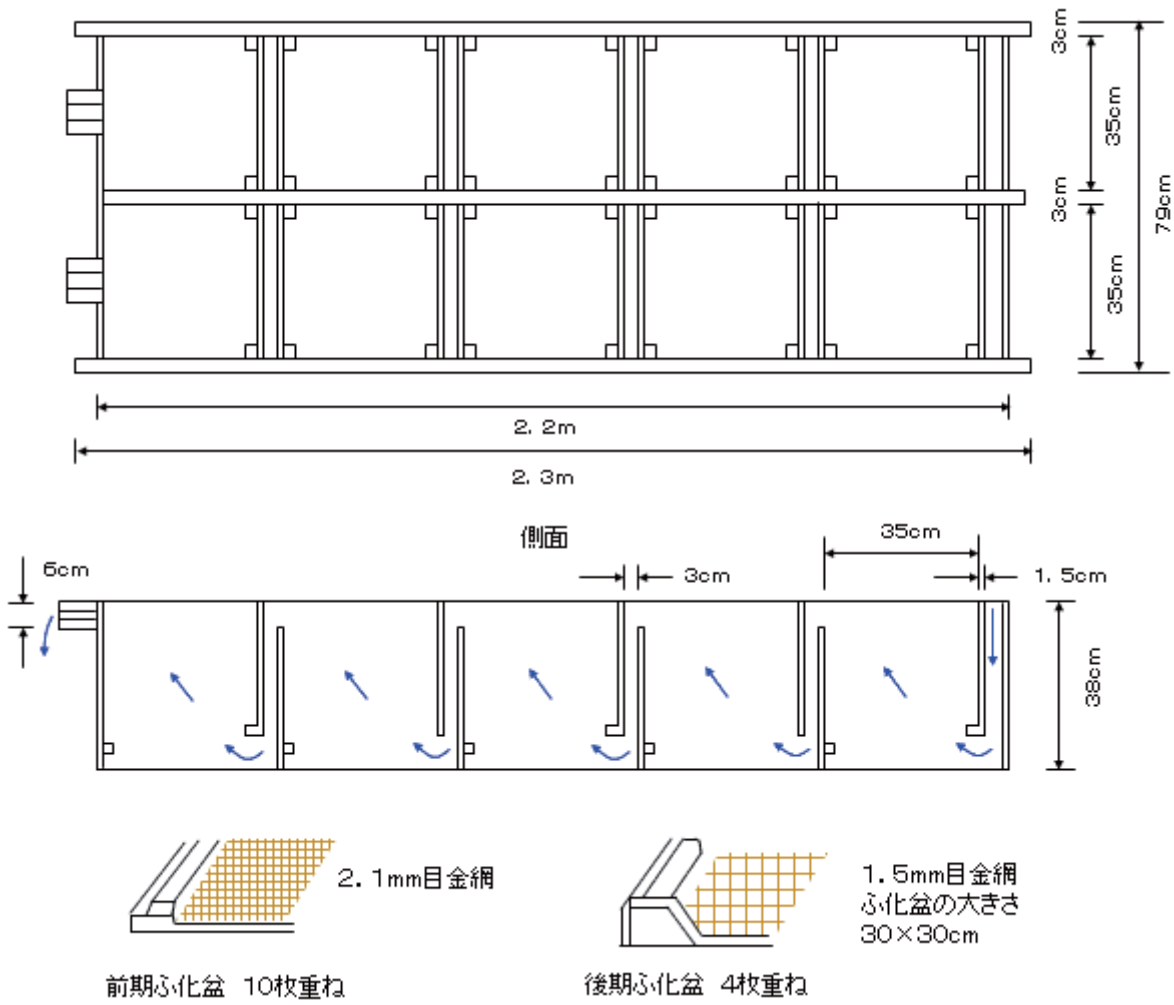 3cm
35cm
3cm
35cm
79cm
2.2m
2.3m
側面
6cm
3cm
35cm
1.5cm
38cm
2.1mm目金網
前期ふ化盆 10枚重ね
1.5mm目金網
ふ化盆の大きさ
30×30cm
後期ふ化盆 4枚重ね